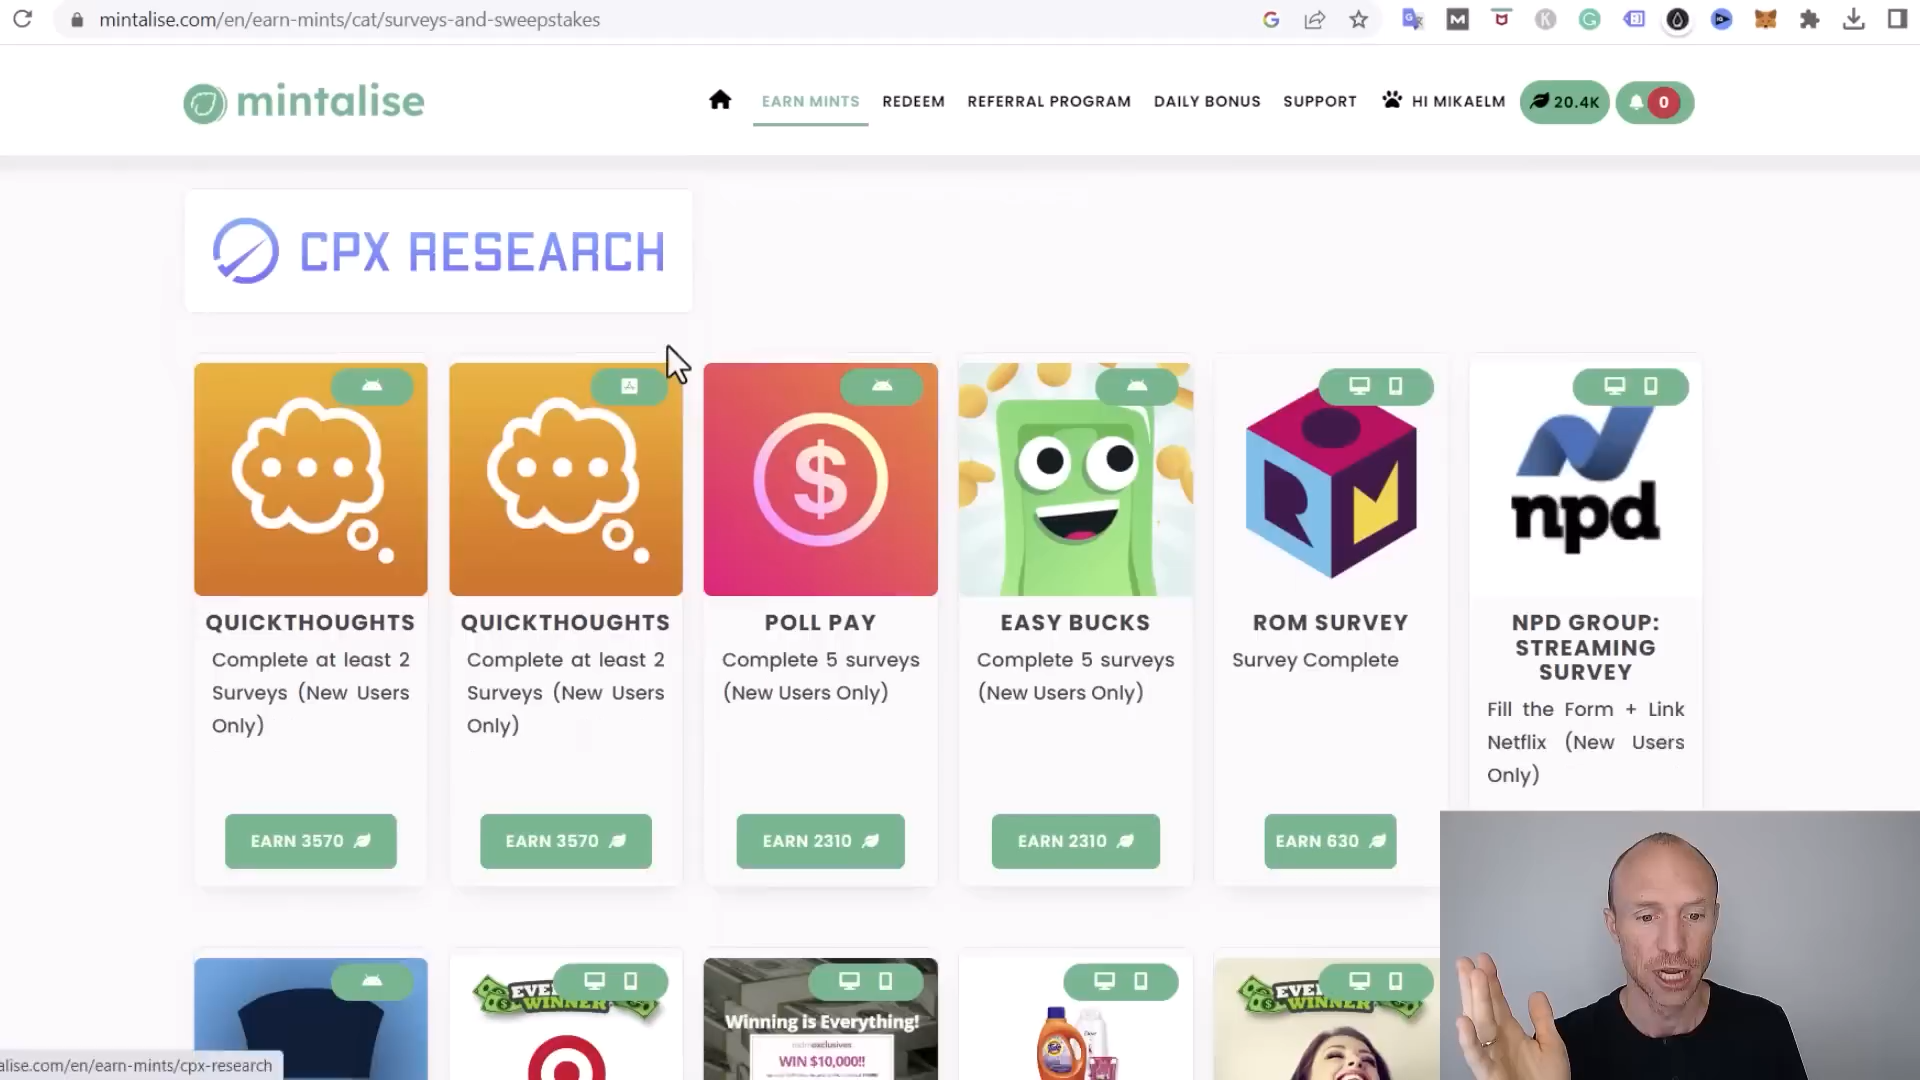 mintalise.com/en/earn-mints/cat/surveys-and-sweepstakes
mintalise
EARN MINTS
REDEEM
REFERRAL PROGRAM
DAILY BONUS
SUPPORT
HI MIKAELM
20.4K
0
CPX RESEARCH
RM
npd
QUICKTHOUGHTS
Complete at least 2
Surveys (New Users
Only)
EARN 3570
QUICKTHOUGHTS
Complete at least 2
Surveys (New Users
Only)
EARN 3570
POLL PAY
Complete 5 surveys
(New Users Only)
EARN 2310
EASY BUCKS
Complete 5 surveys
(New Users Only)
EARN 2310
ROM SURVEY
Survey Complete
EARN 630
NPD GROUP:
STREAMING
SURVEY
Fill the Form + Link
Netflix (New Users
Only)
WINNER
Winning is Everything!
WIN $10,000!!
WINNER
alise.com/en/earn-mints/cpx-research